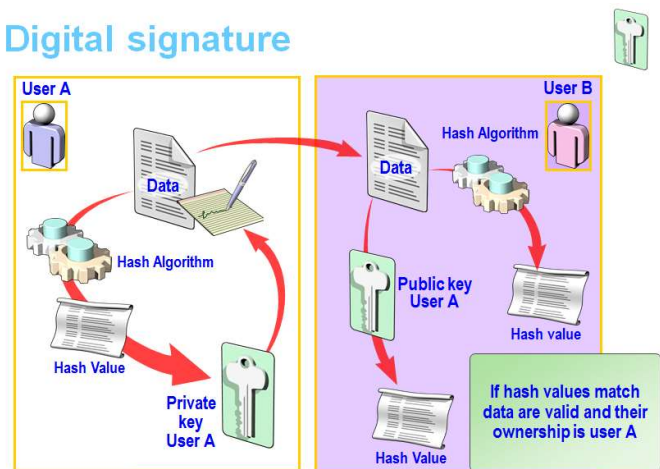 Digital signature
User A
Data
Hash Algorithm
Hash Value
Private
key
User A
User B
Hash Algorithm
Data
Public key
User A
Hash value
Hash Value
If hash values match
data are valid and their
ownership is user A